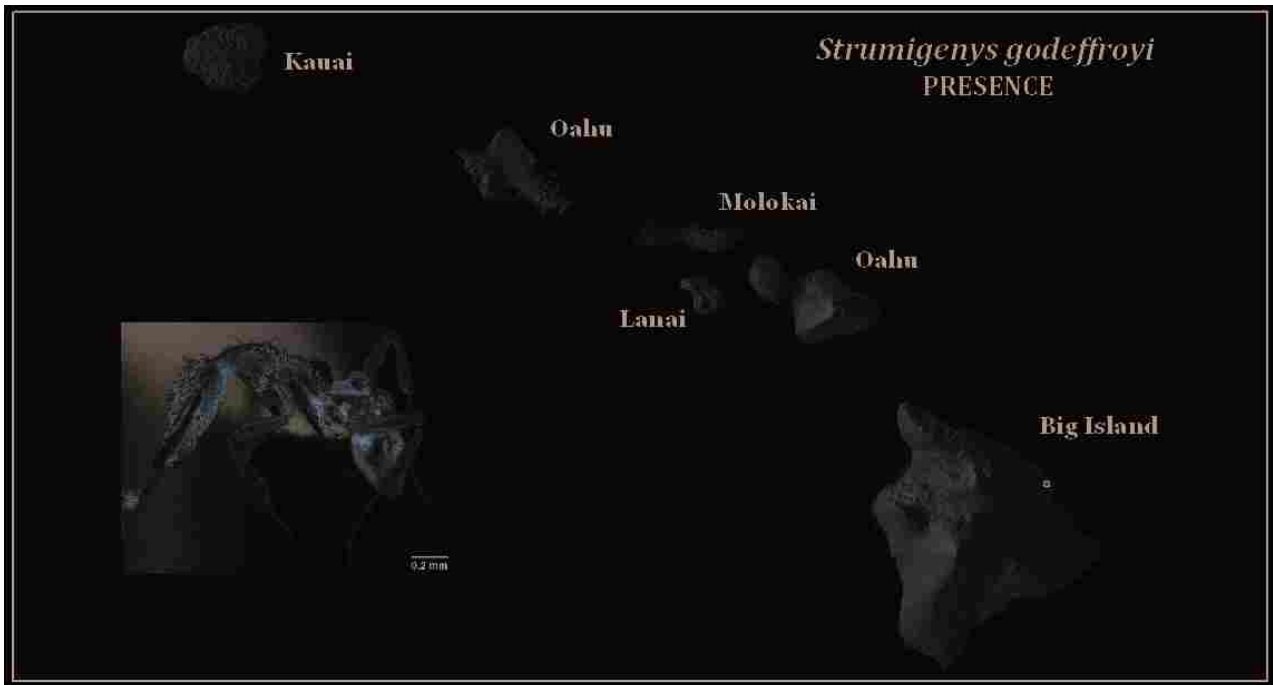 Strumigenys godeffroyi
PRESENCE
Kauai
Oahu
Molokai
Oahu
Lanai
Big Island
0.2 mm